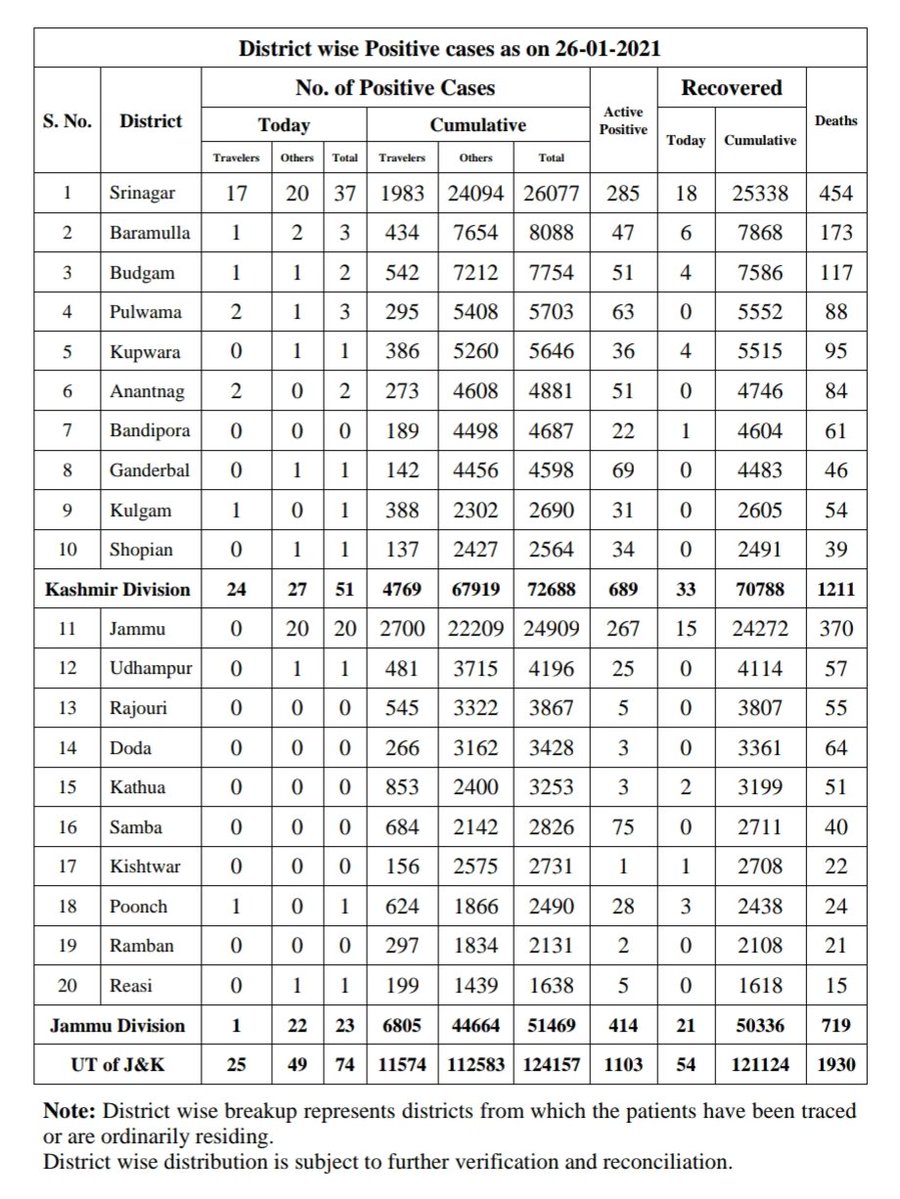 District wise Positive cases as on 26-01-2021
S. No. District No. of Positive Cases Active Positive Recovered Deaths
Today Cumulative Today Cumulative
Travelers Others Total Travelers Others Total
1 Srinagar 17 20 37 1983 24094 26077 285 18 25338 454
2 Baramulla 1 2 3 434 7654 8088 47 6 7868 173
3 Budgam 1 1 2 542 7212 7754 51 4 7586 117
4 Pulwama 2 1 3 295 5408 5703 63 0 5552 88
5 Kupwara 0 1 1 386 5260 5646 36 4 5515 95
6 Anantnag 2 0 2 273 4608 4881 51 0 4746 84
7 Bandipora 0 0 0 189 4498 4687 22 1 4604 61
8 Ganderbal 0 1 1 142 4456 4598 69 0 4483 46
9 Kulgam 1 0 1 388 2302 2690 31 0 2605 54
10 Shopian 0 1 1 137 2427 2564 34 0 2491 39
Kashmir Division 24 27 51 4769 67919 72688 689 33 70788 1211
11 Jammu 0 20 20 2700 22209 24909 267 15 24272 370
12 Udhampur 0 1 1 481 3715 4196 25 0 4114 57
13 Rajouri 0 0 0 545 3322 3867 5 0 3807 55
14 Doda 0 0 0 266 3162 3428 3 0 3361 64
15 Kathua 0 0 0 853 2400 3253 3 2 3199 51
16 Samba 0 0 0 684 2142 2826 75 0 2711 40
17 Kishtwar 0 0 0 156 2575 2731 1 1 2708 22
18 Poonch 1 0 1 624 1866 2490 28 3 2438 24
19 Ramban 0 0 0 297 1834 2131 2 0 2108 21
20 Reasi 0 1 1 199 1439 1638 5 0 1618 15
Jammu Division 1 22 23 6805 44664 51469 414 21 50336 719
UT of J&K 25 49 74 11574 112583 124157 1103 54 121124 1930
Note: District wise breakup represents districts from which the patients have been traced
or are ordinarily residing.
District wise distribution is subject to further verification and reconciliation.